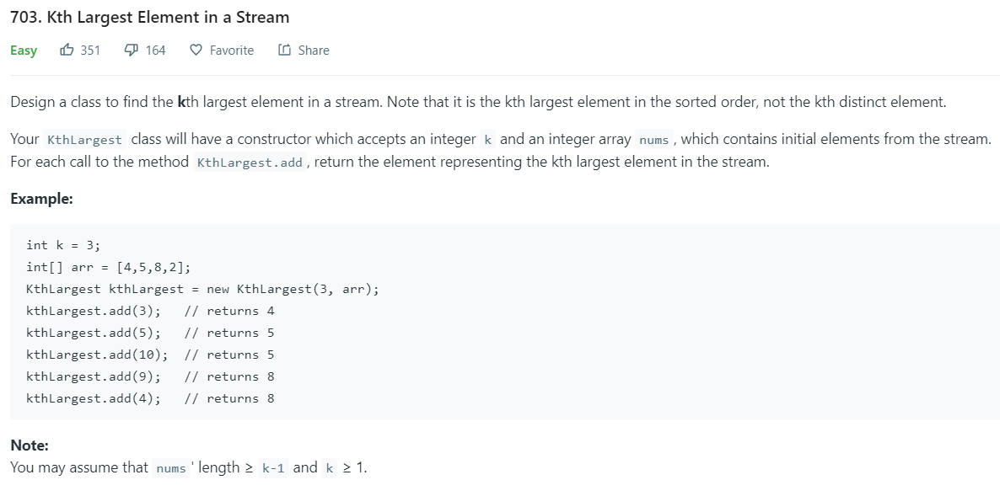 703. Kth Largest Element in a Stream
Easy 351 164 Favorite Share
Design a class to find the kth largest element in a stream. Note that it is the kth largest element in the sorted order, not the kth distinct element.
Your KthLargest class will have a constructor which accepts an integer k and an integer array nums , which contains initial elements from the stream.
For each call to the method KthLargest.add , return the element representing the kth largest element in the stream.
Example:
int k = 3;
int[] arr = [4,5,8,2];
KthLargest kthLargest = new KthLargest(3, arr);
kthLargest.add(3);   // returns 4
kthLargest.add(5);   // returns 5
kthLargest.add(10);  // returns 5
kthLargest.add(9);   // returns 8
kthLargest.add(4);   // returns 8
Note:
You may assume that nums ' length ≥ k-1 and k ≥ 1.